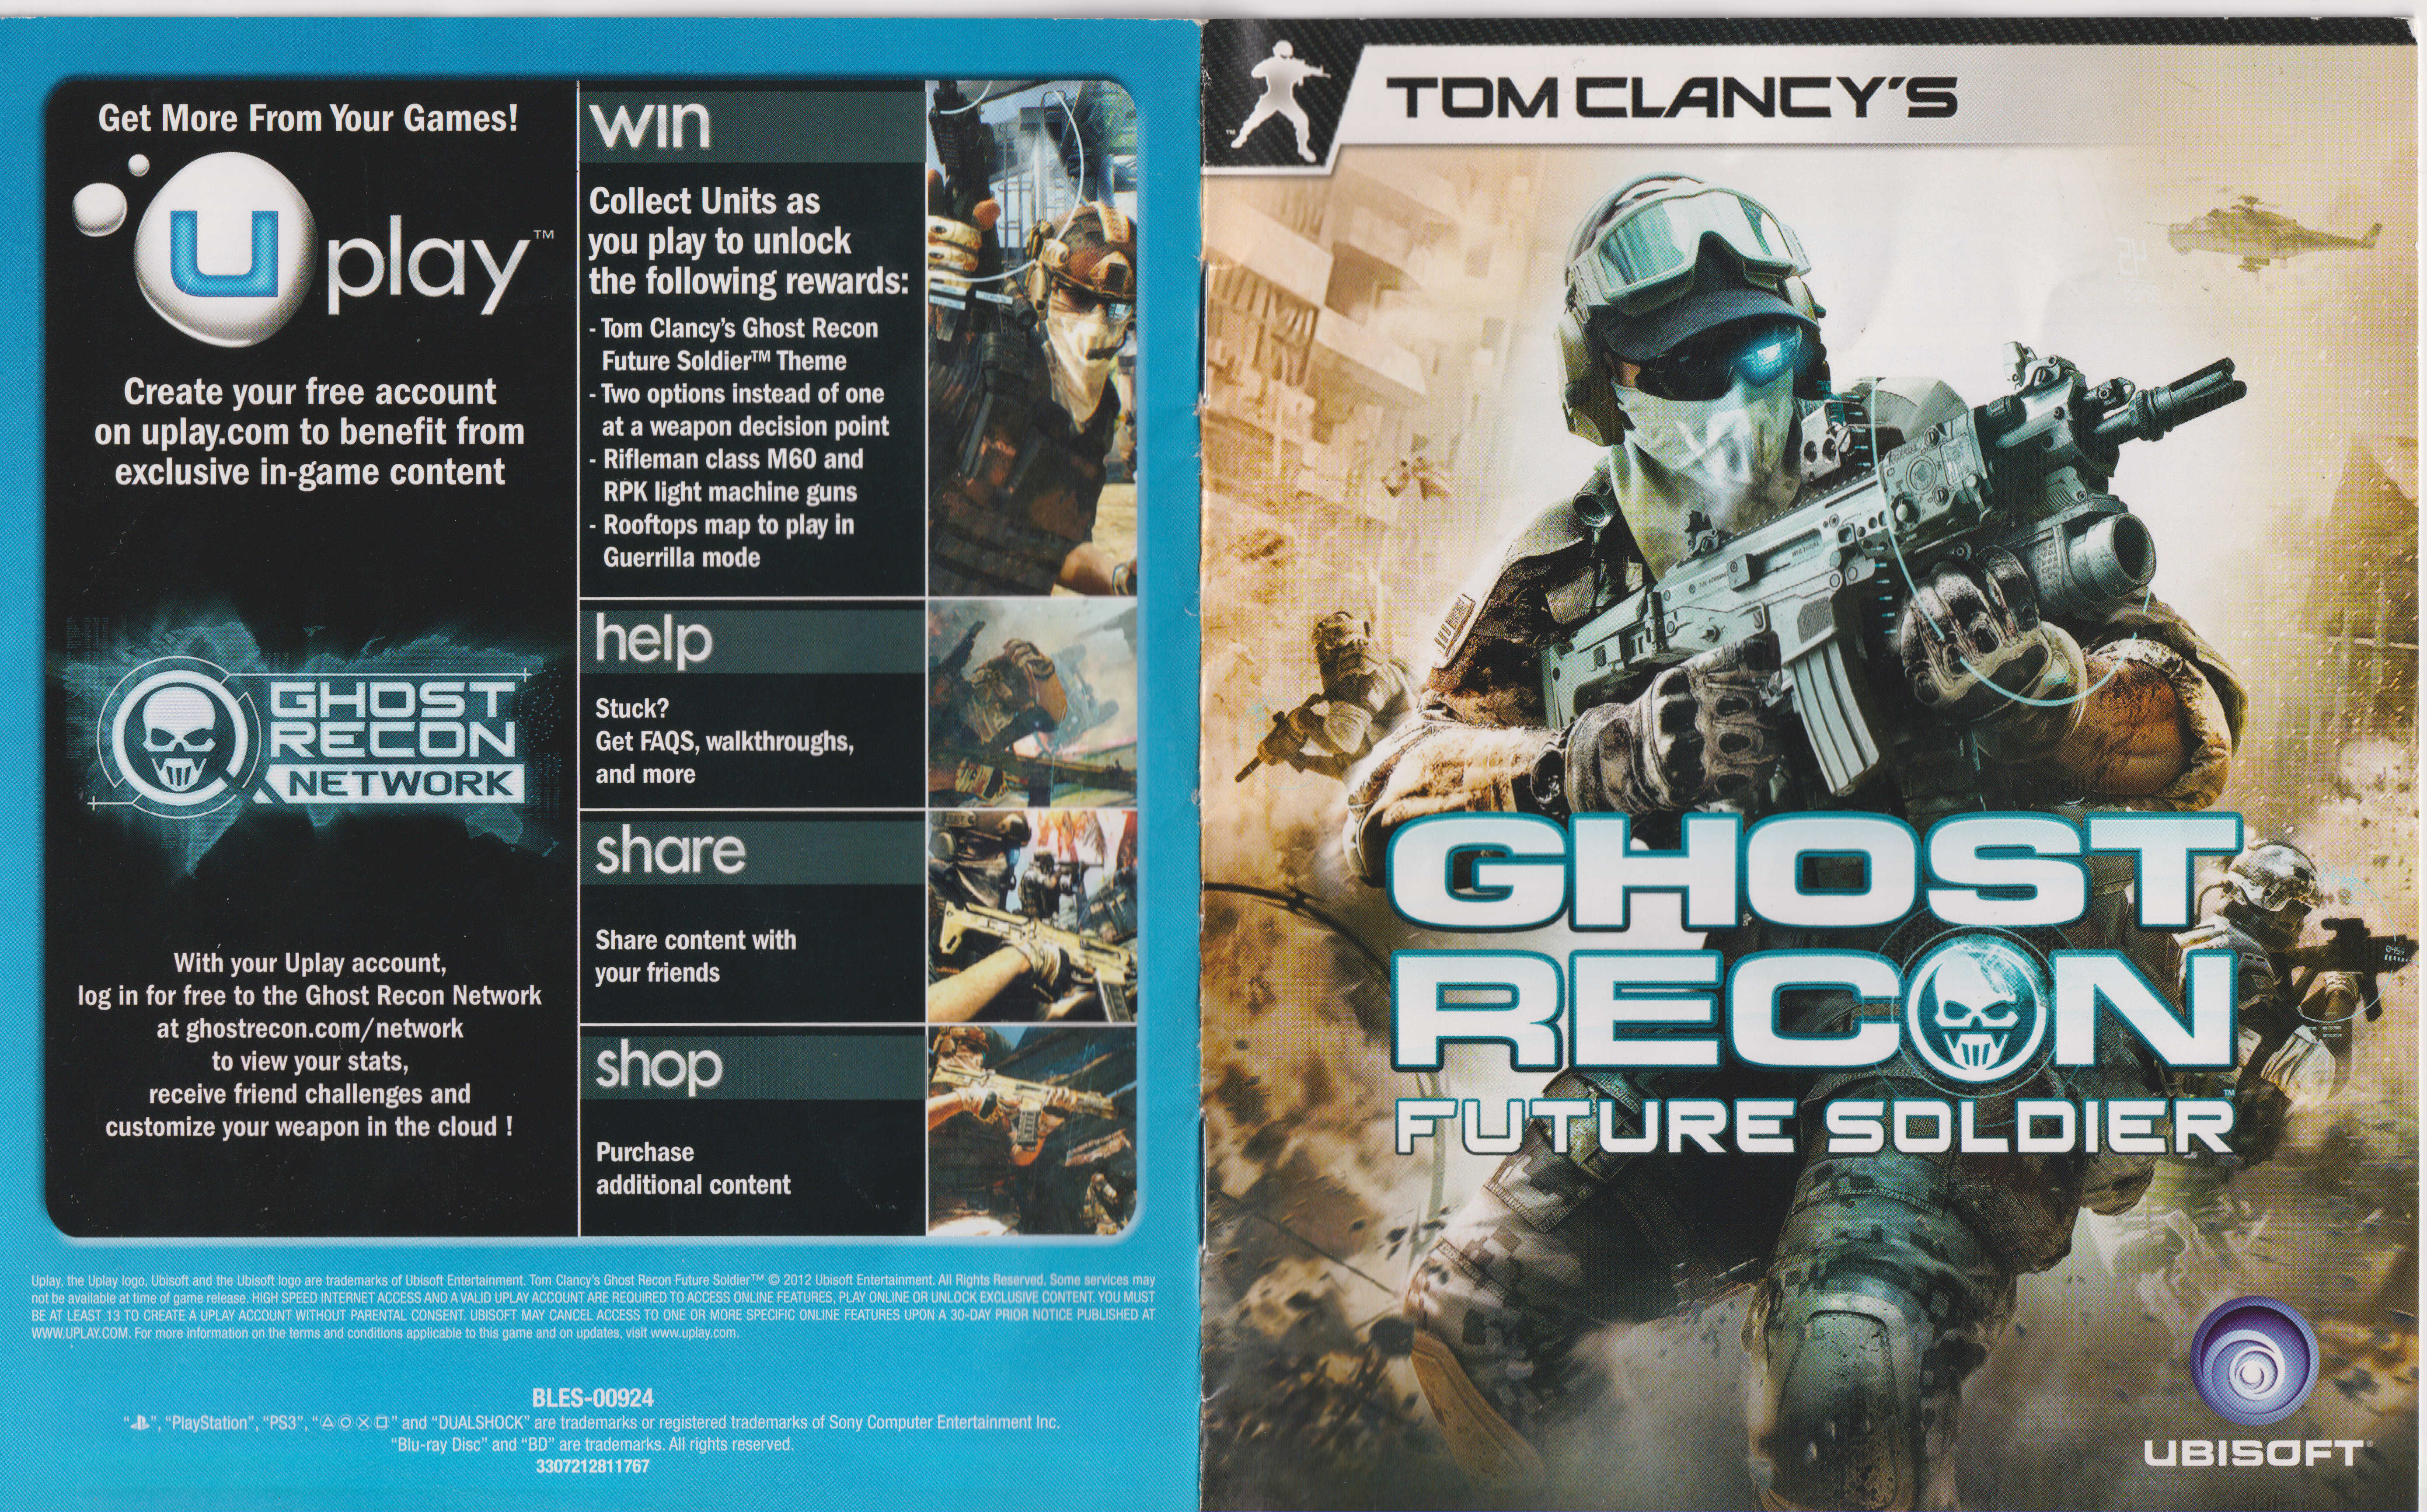 Get More From Your Games!
U play™
Create your free account
on uplay.com to benefit from
exclusive in-game content
GHOST
RECON
NETWORK
With your Uplay account,
log in for free to the Ghost Recon Network
at ghostrecon.com/network
to view your stats,
receive friend challenges and
customize your weapon in the cloud !
win
Collect Units as
you play to unlock
the following rewards:
- Tom Clancy's Ghost Recon
Future Soldier™ Theme
- Two options instead of one
at a weapon decision point
- Rifleman class M60 and
RPK light machine guns
- Rooftops map to play in
Guerrilla mode
help
Stuck?
Get FAQS, walkthroughs,
and more
share
Share content with
your friends
shop
Purchase
additional content
Uplay, the Uplay logo, Ubisoft and the Ubisoft logo are trademarks of Ubisoft Entertainment. Tom Clancy's Ghost Recon Future Soldier™ © 2012 Ubisoft Entertainment. All Rights Reserved. Some services may
not be available at time of game release. HIGH SPEED INTERNET ACCESS AND A VALID UPLAY ACCOUNT ARE REQUIRED TO ACCESS ONLINE FEATURES, PLAY ONLINE OR UNLOCK EXCLUSIVE CONTENT. YOU MUST
BE AT LEAST 13 TO CREATE A UPLAY ACCOUNT WITHOUT PARENTAL CONSENT. UBISOFT MAY CANCEL ACCESS TO ONE OR MORE SPECIFIC ONLINE FEATURES UPON A 30-DAY PRIOR NOTICE PUBLISHED AT
WWW.UPLAY.COM. For more information on the terms and conditions applicable to this game and on updates, visit www.uplay.com.
BLES-00924
"", "PlayStation", "PS3", "" and "DUALSHOCK" are trademarks or registered trademarks of Sony Computer Entertainment Inc.
"Blu-ray Disc" and "BD" are trademarks. All rights reserved.
3307212811767
™
TOM CLANCY'S
GHOST
RECON
FUTURE SOLDIER™
UBISOFT®